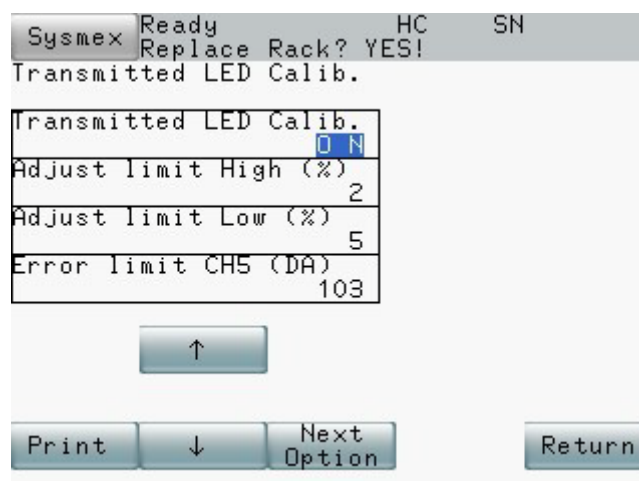 Sysmex
Ready HC SN
Replace Rack? YES!
Transmitted LED Calib.
Transmitted LED Calib.
O N
Adjust limit High (%)
2
Adjust limit Low (%)
5
Error limit CH5 (DA)
103
↑
Print ↓ Next Option Return